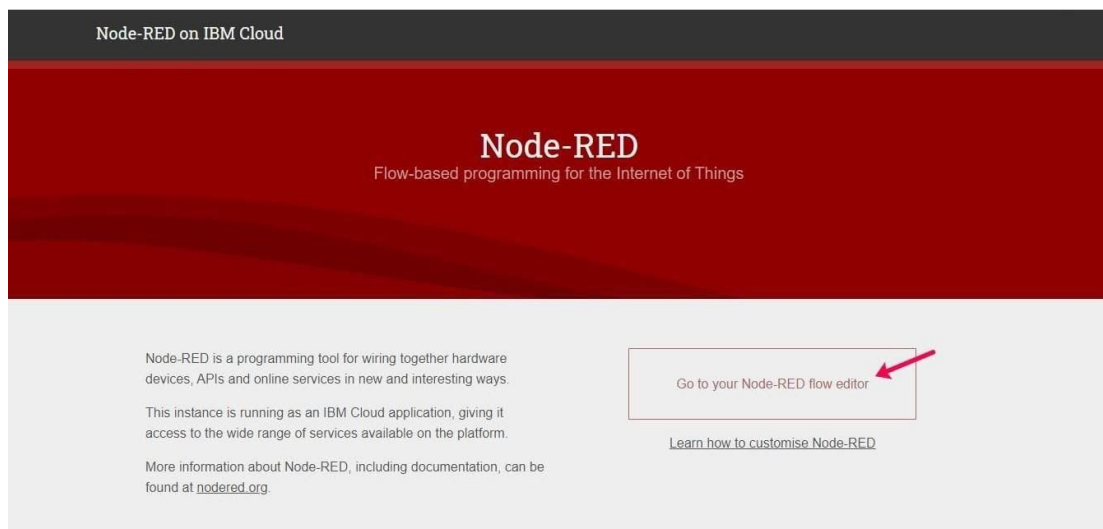 Node-RED on IBM Cloud
Node-RED
Flow-based programming for the Internet of Things
Node-RED is a programming tool for wiring together hardware
devices, APIs and online services in new and interesting ways.
This instance is running as an IBM Cloud application, giving it
access to the wide range of services available on the platform.
More information about Node-RED, including documentation, can be
found at nodered.org.
Go to your Node-RED flow editor
Learn how to customise Node-RED